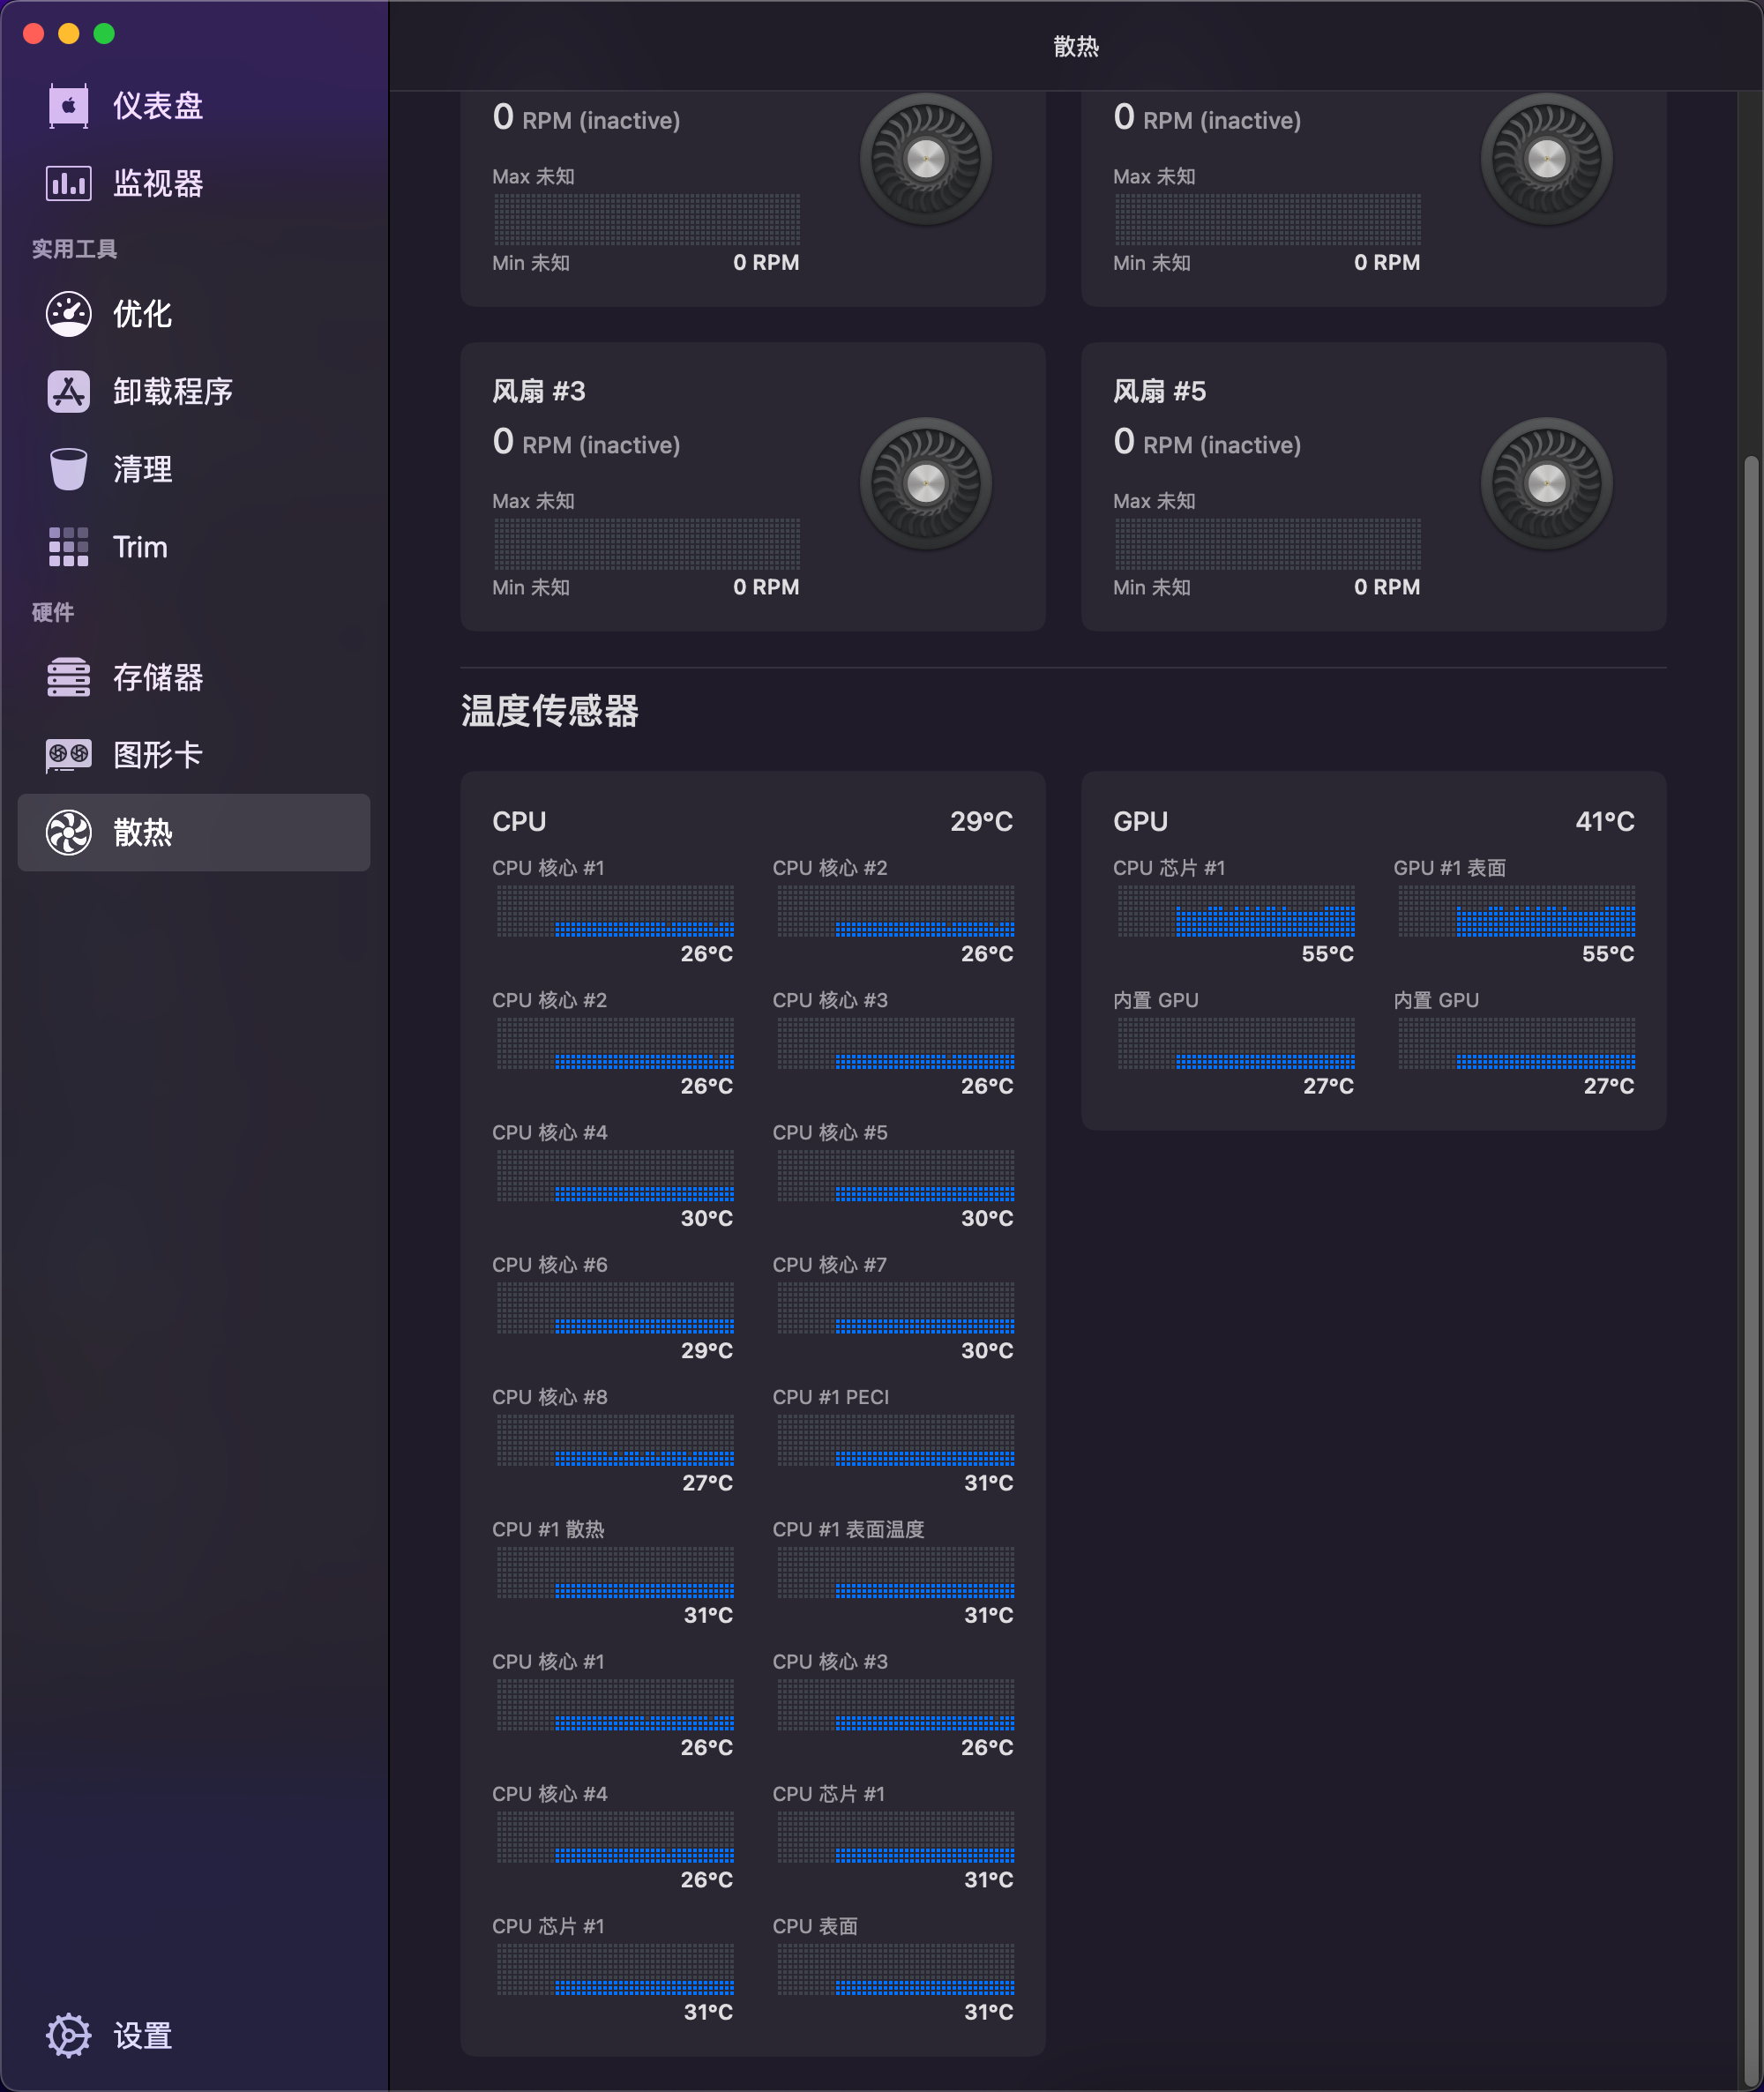 散热
仪表盘
监视器
实用工具
优化
卸载程序
清理
Trim
硬件
存储器
图形卡
散热
设置
0 RPM (inactive)
Max 未知
Min 未知 0 RPM
0 RPM (inactive)
Max 未知
Min 未知 0 RPM
风扇 #3
0 RPM (inactive)
Max 未知
Min 未知 0 RPM
风扇 #5
0 RPM (inactive)
Max 未知
Min 未知 0 RPM
温度传感器
CPU 29°C
CPU 核心 #1
26°C
CPU 核心 #2
26°C
CPU 核心 #2
26°C
CPU 核心 #3
26°C
CPU 核心 #4
30°C
CPU 核心 #5
30°C
CPU 核心 #6
29°C
CPU 核心 #7
30°C
CPU 核心 #8
27°C
CPU #1 PECI
31°C
CPU #1 散热
31°C
CPU #1 表面温度
31°C
CPU 核心 #1
26°C
CPU 核心 #3
26°C
CPU 核心 #4
26°C
CPU 芯片 #1
31°C
CPU 芯片 #1
31°C
CPU 表面
31°C
GPU 41°C
CPU 芯片 #1
55°C
GPU #1 表面
55°C
内置 GPU
27°C
内置 GPU
27°C